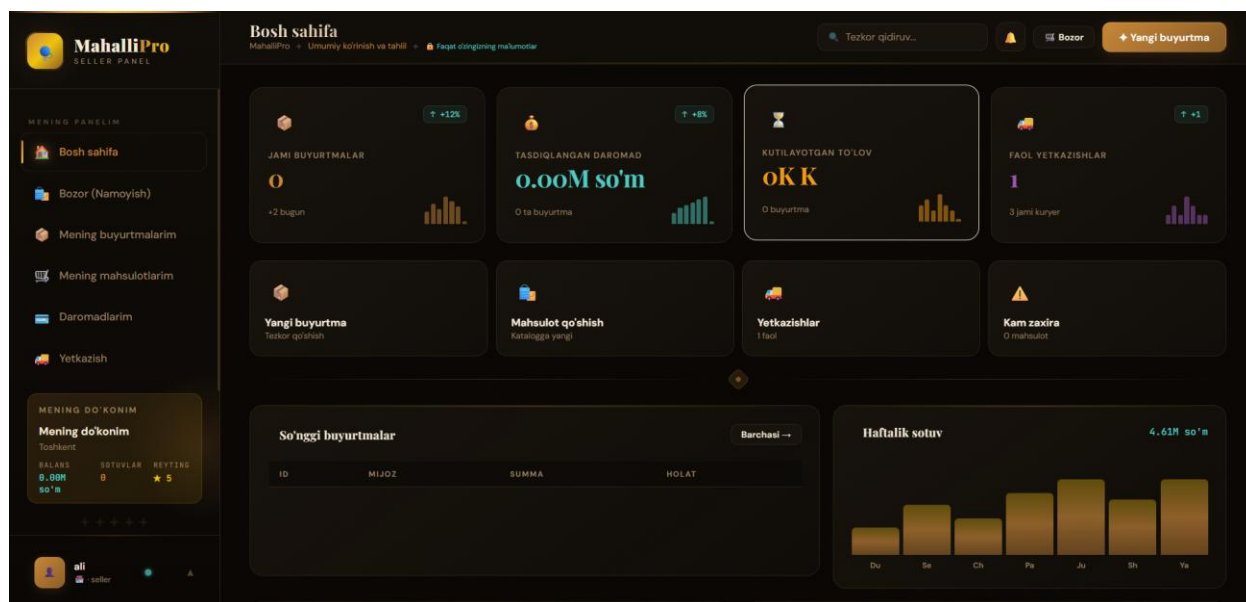 MahalliPro
SELLER PANEL
MENING PANELIM
Bosh sahifa
Bozor (Namoyish)
Mening buyurtmalarim
Mening mahsulotlarim
Daromadlarim
Yetkazish
MENING DO'KONIM
Mening do'konim
Toshkent
BALANS SOTUVLAR REYTING
0.00M so'm 0 ★ 5
ali
· seller
Bosh sahifa
MahalliPro + Umumiy ko'rinish va tahlil + Faqat o'zingizning ma'lumotlar
Tezkor qidiruv...
Bozor
+ Yangi buyurtma
↑ +12%
JAMI BUYURTMALAR
0
+2 bugun
↑ +8%
TASDIQLANGAN DAROMAD
0.00M so'm
0 ta buyurtma
KUTILAYOTGAN TO'LOV
0K K
0 buyurtma
↑ +1
FAOL YETKAZISHLAR
1
3 jami kuryer
Yangi buyurtma
Tezkor qo'shish
Mahsulot qo'shish
Katalogga yangi
Yetkazishlar
1 faol
Kam zaxira
0 mahsulot
So'nggi buyurtmalar
Barchasi →
ID MIJOZ SUMMA HOLAT
Haftalik sotuv
4.61M so'm
Du Se Ch Pa Ju Sh Ya